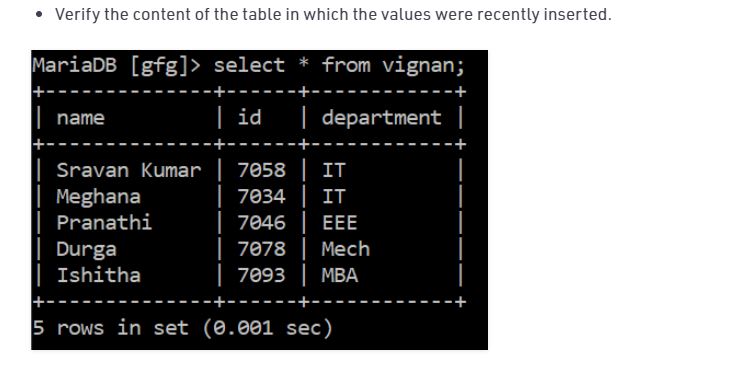 • Verify the content of the table in which the values were recently inserted.
MariaDB [gfg]> select * from vignan;
+--------------+------+------------+
| name         | id   | department |
+--------------+------+------------+
| Sravan Kumar | 7058 | IT         |
| Meghana      | 7034 | IT         |
| Pranathi     | 7046 | EEE        |
| Durga        | 7078 | Mech       |
| Ishitha      | 7093 | MBA        |
+--------------+------+------------+
5 rows in set (0.001 sec)